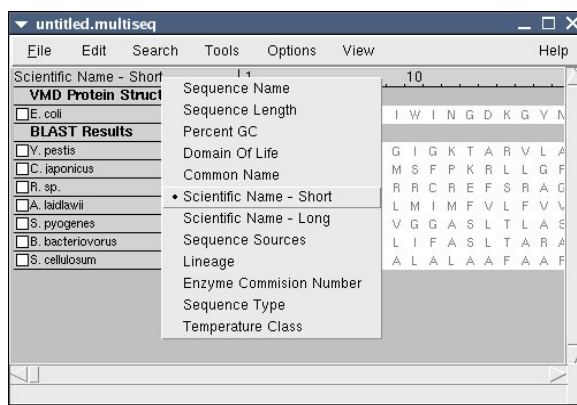 untitled.multiseq
File Edit Search Tools Options View Help
Scientific Name - Short 1 10
VMD Protein Struct
E. coli I W I N G D K G Y
BLAST Results
Y. pestis G I G K T A R V L A
C. japonicus M S F P K R L L G F
R. sp. R R C R E F S R A G
A. laidlawii L M I M F V L F V V
S. pyogenes V G G A S L T L A S
B. bacteriovorus L I F A S L T A R A
S. cellulosum A L A L A A F A A F
Sequence Name
Sequence Length
Percent GC
Domain Of Life
Common Name
• Scientific Name - Short
Scientific Name - Long
Sequence Sources
Lineage
Enzyme Commision Number
Sequence Type
Temperature Class